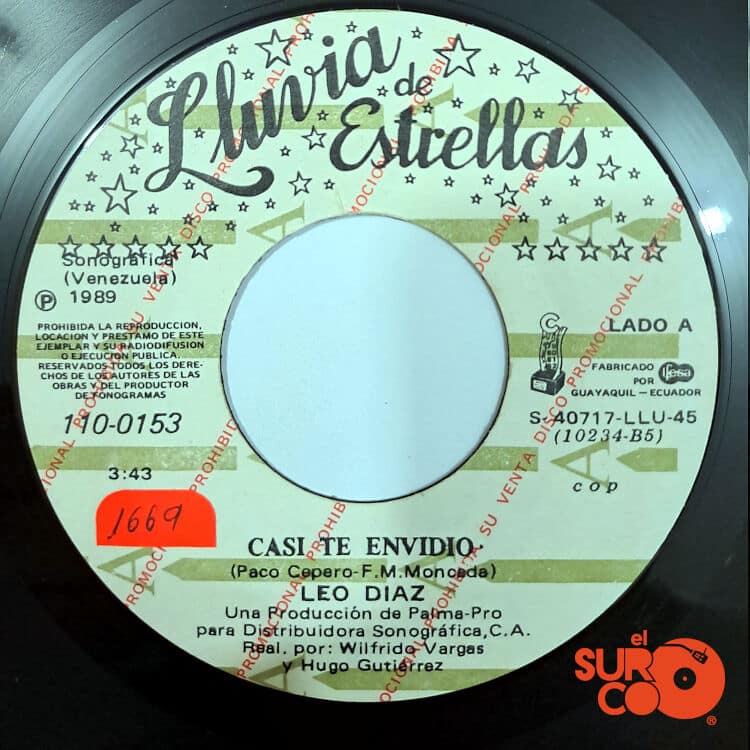 Lluvia
de
Estrellas
Sonográfica
(Venezuela)
Ⓟ 1989
PROHIBIDA LA REPRODUCCION,
LOCACION Y PRESTAMO DE ESTE
EJEMPLAR Y SU RADIODIFUSION
O EJECUCION PUBLICA.
RESERVADOS TODOS LOS DERE-
CHOS DE LOS AUTORES DE LAS
OBRAS Y DEL PRODUCTOR
DE FONOGRAMAS
110-0153
3:43
1669
LADO A
FABRICADO
POR
GUAYAQUIL - ECUADOR
ifesa
S-40717-LLU-45
(10234-B5)
cop
DISCO PROMOCIONAL PROHIBIDA SU VENTA
CASI TE ENVIDIO.
(Paco Cepero-F.M.Moncada)
LEO DIAZ
Una Producción de Palma-Pro
para Distribuidora Sonográfica,C.A.
Real. por: Wilfrido Vargas
y Hugo Gutiérrez
el
SUR
CO
®